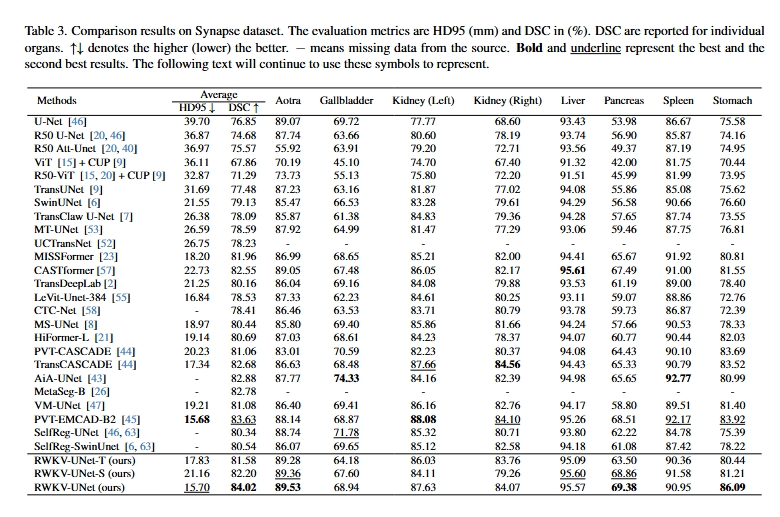 Table 3. Comparison results on Synapse dataset. The evaluation metrics are HD95 (mm) and DSC in (%). DSC are reported for individual
organs. ↑↓ denotes the higher (lower) the better. − means missing data from the source. Bold and underline represent the best and the
second best results. The following text will continue to use these symbols to represent.
Methods Average Aotra Gallbladder Kidney (Left) Kidney (Right) Liver Pancreas Spleen Stomach
HD95 ↓ DSC ↑
U-Net [46] 39.70 76.85 89.07 69.72 77.77 68.60 93.43 53.98 86.67 75.58
R50 U-Net [20, 46] 36.87 74.68 87.74 63.66 80.60 78.19 93.74 56.90 85.87 74.16
R50 Att-Unet [20, 40] 36.97 75.57 55.92 63.91 79.20 72.71 93.56 49.37 87.19 74.95
ViT [15] + CUP [9] 36.11 67.86 70.19 45.10 74.70 67.40 91.32 42.00 81.75 70.44
R50-ViT [15, 20] + CUP [9] 32.87 71.29 73.73 55.13 75.80 72.20 91.51 45.99 81.99 73.95
TransUNet [9] 31.69 77.48 87.23 63.16 81.87 77.02 94.08 55.86 85.08 75.62
SwinUNet [6] 21.55 79.13 85.47 66.53 83.28 79.61 94.29 56.58 90.66 76.60
TransClaw U-Net [7] 26.38 78.09 85.87 61.38 84.83 79.36 94.28 57.65 87.74 73.55
MT-UNet [53] 26.59 78.59 87.92 64.99 81.47 77.29 93.06 59.46 87.75 76.81
UCTransNet [52] 26.75 78.23 - - - - - - - -
MISSFormer [23] 18.20 81.96 86.99 68.65 85.21 82.00 94.41 65.67 91.92 80.81
CASTformer [57] 22.73 82.55 89.05 67.48 86.05 82.17 95.61 67.49 91.00 81.55
TransDeepLab [2] 21.25 80.16 86.04 69.16 84.08 79.88 93.53 61.19 89.00 78.40
LeVit-Unet-384 [55] 16.84 78.53 87.33 62.23 84.61 80.25 93.11 59.07 88.86 72.76
CTC-Net [58] - 78.41 86.46 63.53 83.71 80.79 93.78 59.73 86.87 72.39
MS-UNet [8] 18.97 80.44 85.80 69.40 85.86 81.66 94.24 57.66 90.53 78.33
HiFormer-L [21] 19.14 80.69 87.03 68.61 84.23 78.37 94.07 60.77 90.44 82.03
PVT-CASCADE [44] 20.23 81.06 83.01 70.59 82.23 80.37 94.08 64.43 90.10 83.69
TransCASCADE [44] 17.34 82.68 86.63 68.48 87.66 84.56 94.43 65.33 90.79 83.52
AiA-UNet [43] - 82.88 87.77 74.33 84.16 82.39 94.98 65.65 92.77 80.99
MetaSeg-B [26] - 82.78 - - - - - - - -
VM-UNet [47] 19.21 81.08 86.40 69.41 86.16 82.76 94.17 58.80 89.51 81.40
PVT-EMCAD-B2 [45] 15.68 83.63 88.14 68.87 88.08 84.10 95.26 68.51 92.17 83.92
SelfReg-UNet [46, 63] - 80.34 88.74 71.78 85.32 80.71 93.80 62.22 84.78 75.39
SelfReg-SwinUnet [6, 63] - 80.54 86.07 69.65 85.12 82.58 94.18 61.08 87.42 78.22
RWKV-UNet-T (ours) 17.83 81.58 89.28 64.18 86.03 83.76 95.09 63.50 90.36 80.44
RWKV-UNet-S (ours) 21.16 82.20 89.36 67.60 84.11 79.26 95.60 68.86 91.58 81.21
RWKV-UNet (ours) 15.70 84.02 89.53 68.94 87.63 84.07 95.57 69.38 90.95 86.09